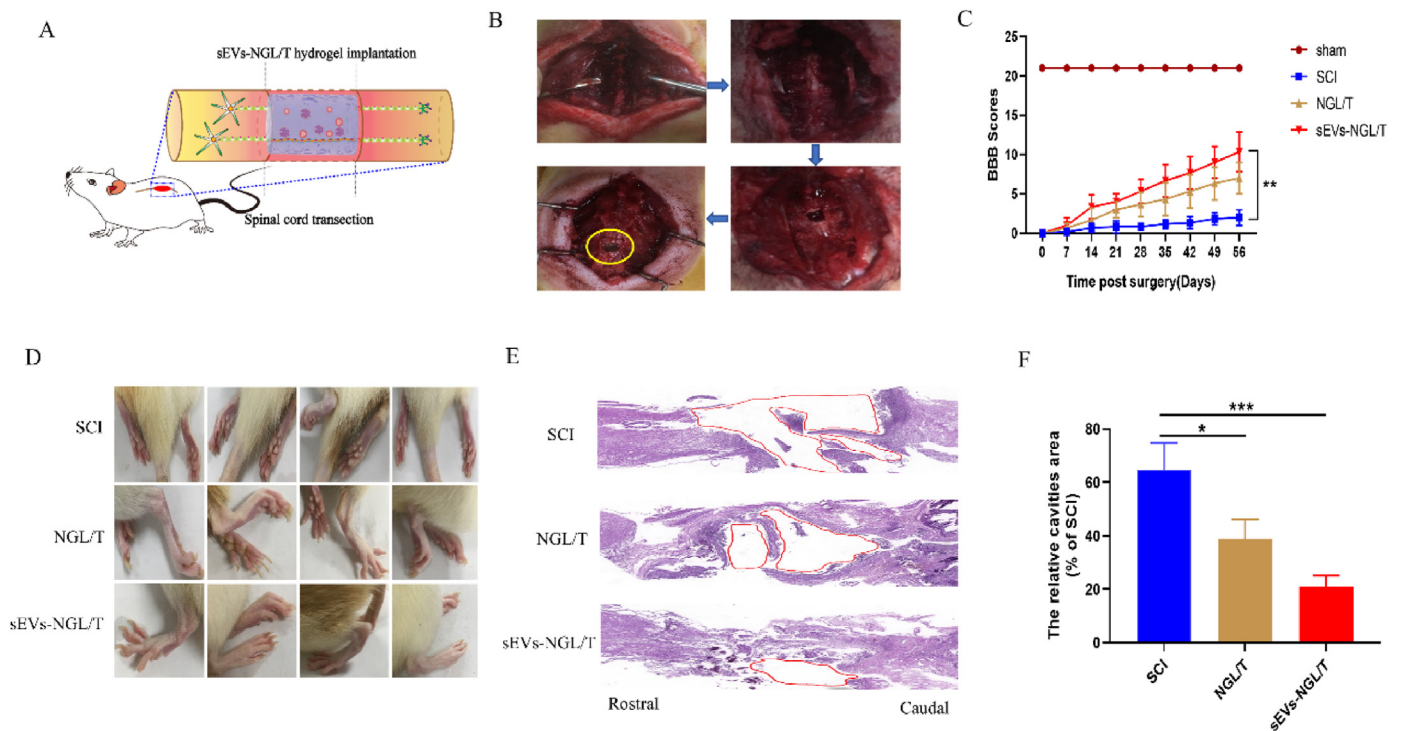 A
sEVs-NGL/T hydrogel implantation
Spinal cord transection
B
C
25
20
15
10
5
0
BBB Scores
0 7 14 21 28 35 42 49 56
Time post surgery(Days)
**
sham
SCI
NGL/T
sEVs-NGL/T
D
SCI
NGL/T
sEVs-NGL/T
E
SCI
NGL/T
sEVs-NGL/T
Rostral Caudal
F
The relative cavities area
(% of SCI)
80
60
40
20
0
***
*
SCI NGL/T sEVs-NGL/T